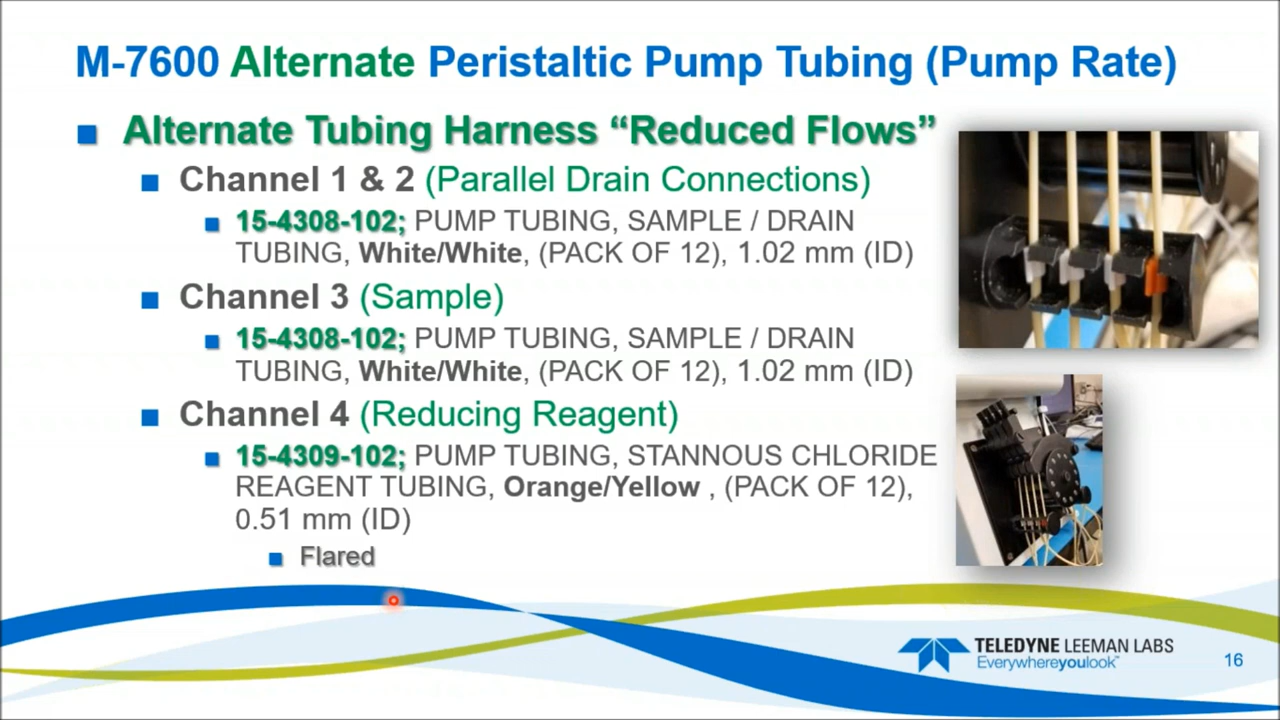 M-7600 Alternate Peristaltic Pump Tubing (Pump Rate)
Alternate Tubing Harness “Reduced Flows”
Channel 1 & 2 (Parallel Drain Connections)
15-4308-102; PUMP TUBING, SAMPLE / DRAIN
TUBING, White/White, (PACK OF 12), 1.02 mm (ID)
Channel 3 (Sample)
15-4308-102; PUMP TUBING, SAMPLE / DRAIN
TUBING, White/White, (PACK OF 12), 1.02 mm (ID)
Channel 4 (Reducing Reagent)
15-4309-102; PUMP TUBING, STANNOUS CHLORIDE
REAGENT TUBING, Orange/Yellow , (PACK OF 12),
0.51 mm (ID)
Flared
TELEDYNE LEEMAN LABS
Everywhereyoulook™
16